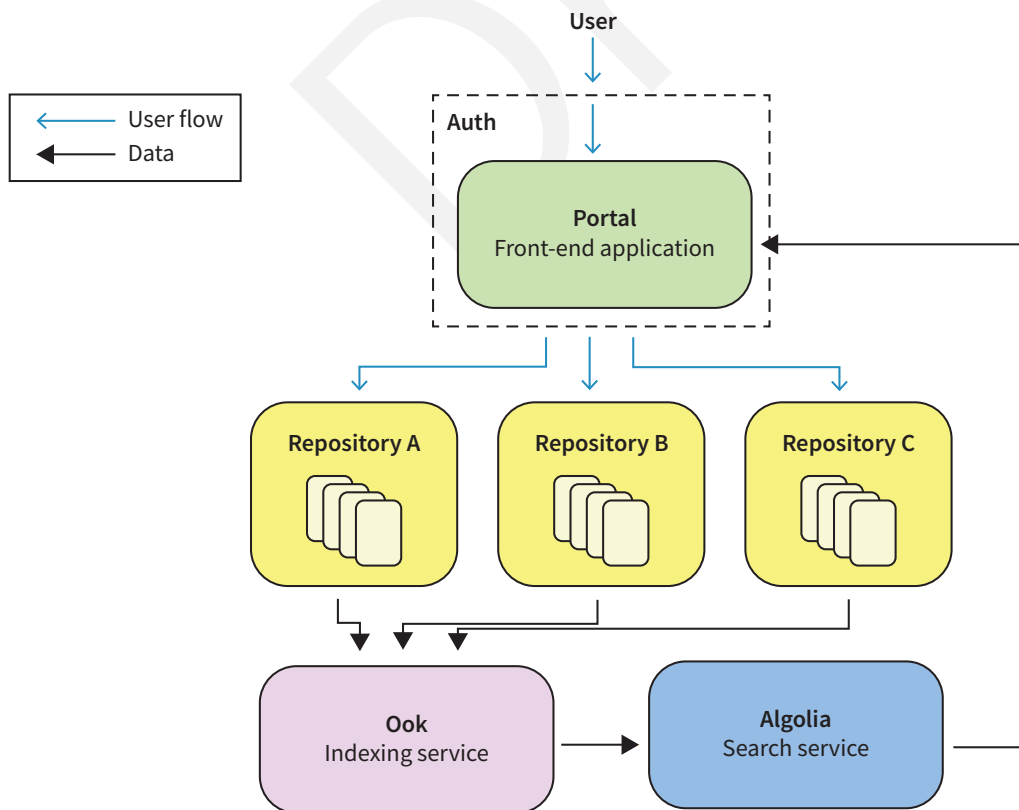 User
User flow
Data
Auth
Portal
Front-end application
Repository A
Repository B
Repository C
Ook
Indexing service
Algolia
Search service